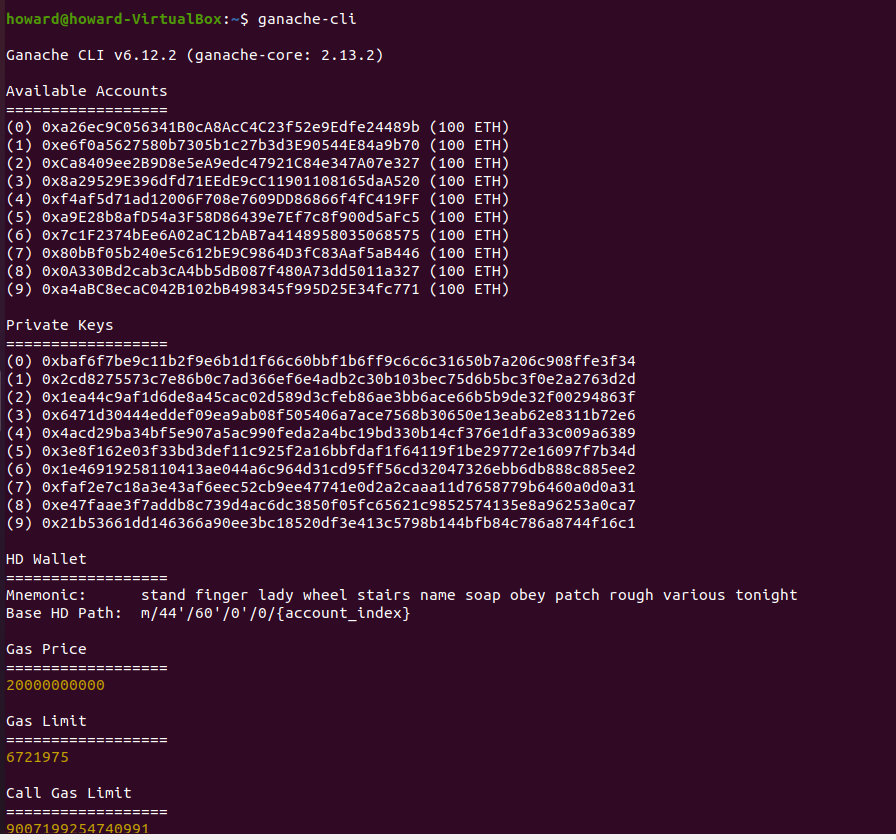 howard@howard-VirtualBox:~$ ganache-cli
Ganache CLI v6.12.2 (ganache-core: 2.13.2)
Available Accounts
==================
(0) 0xa26ec9C056341B0cA8AcC4C23f52e9Edfe24489b (100 ETH)
(1) 0xe6f0a5627580b7305b1c27b3d3E90544E84a9b70 (100 ETH)
(2) 0xCa8409ee2B9D8e5eA9edc47921C84e347A07e327 (100 ETH)
(3) 0x8a29529E396dfd71EEdE9cC11901108165daA520 (100 ETH)
(4) 0xf4af5d71ad12006F708e7609DD86866f4fC419FF (100 ETH)
(5) 0xa9E28b8afD54a3F58D86439e7Ef7c8f900d5aFc5 (100 ETH)
(6) 0x7c1F2374bEe6A02aC12bAB7a4148958035068575 (100 ETH)
(7) 0x80bBf05b240e5c612bE9C9864D3fC83Aaf5aB446 (100 ETH)
(8) 0x0A330Bd2cab3cA4bb5dB087f480A73dd5011a327 (100 ETH)
(9) 0xa4aBC8ecaC042B102bB498345f995D25E34fc771 (100 ETH)
Private Keys
==================
(0) 0xbaf6f7be9c11b2f9e6b1d1f66c60bbf1b6ff9c6c6c31650b7a206c908ffe3f34
(1) 0x2cd8275573c7e86b0c7ad366ef6e4adb2c30b103bec75d6b5bc3f0e2a2763d2d
(2) 0x1ea44c9af1d6de8a45cac02d589d3cfeb86ae3bb6ace66b5b9de32f00294863f
(3) 0x6471d30444eddef09ea9ab08f505406a7ace7568b30650e13eab62e8311b72e6
(4) 0x4acd29ba34bf5e907a5ac990feda2a4bc19bd330b14cf376e1dfa33c009a6389
(5) 0x3e8f162e03f33bd3def11c925f2a16bbfdaf1f64119f1be29772e16097f7b34d
(6) 0x1e46919258110413ae044a6c964d31cd95ff56cd32047326ebb6db888c885ee2
(7) 0xfaf2e7c18a3e43af6eec52cb9ee47741e0d2a2caaa11d7658779b6460a0d0a31
(8) 0xe47faae3f7addb8c739d4ac6dc3850f05fc65621c9852574135e8a96253a0ca7
(9) 0x21b53661dd146366a90ee3bc18520df3e413c5798b144bfb84c786a8744f16c1
HD Wallet
==================
Mnemonic:      stand finger lady wheel stairs name soap obey patch rough various tonight
Base HD Path:  m/44'/60'/0'/0/{account_index}
Gas Price
==================
20000000000
Gas Limit
==================
6721975
Call Gas Limit
==================
9007199254740991